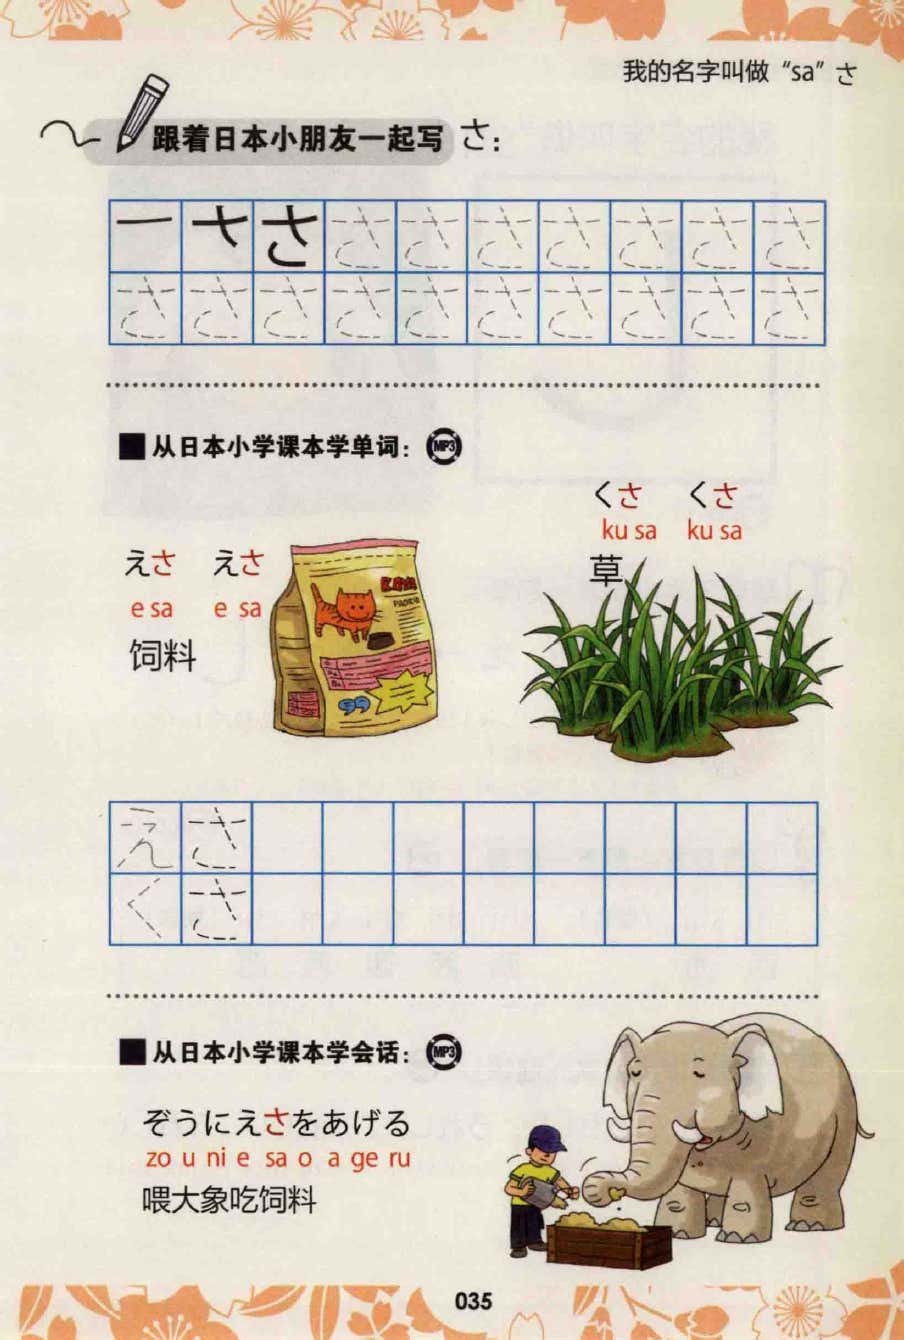 我的名字叫做“sa”さ
跟着日本小朋友一起写 さ:
一 ナ さ さ さ さ さ さ さ さ
さ さ さ さ さ さ さ さ さ さ
■从日本小学课本学单词: MP3
くさ くさ
ku sa ku sa
草
えさ えさ
e sa e sa
饲料
えさ
くさ
■从日本小学课本学会话: MP3
ぞうにえさをあげる
zo u ni e sa o a ge ru
喂大象吃饲料
035